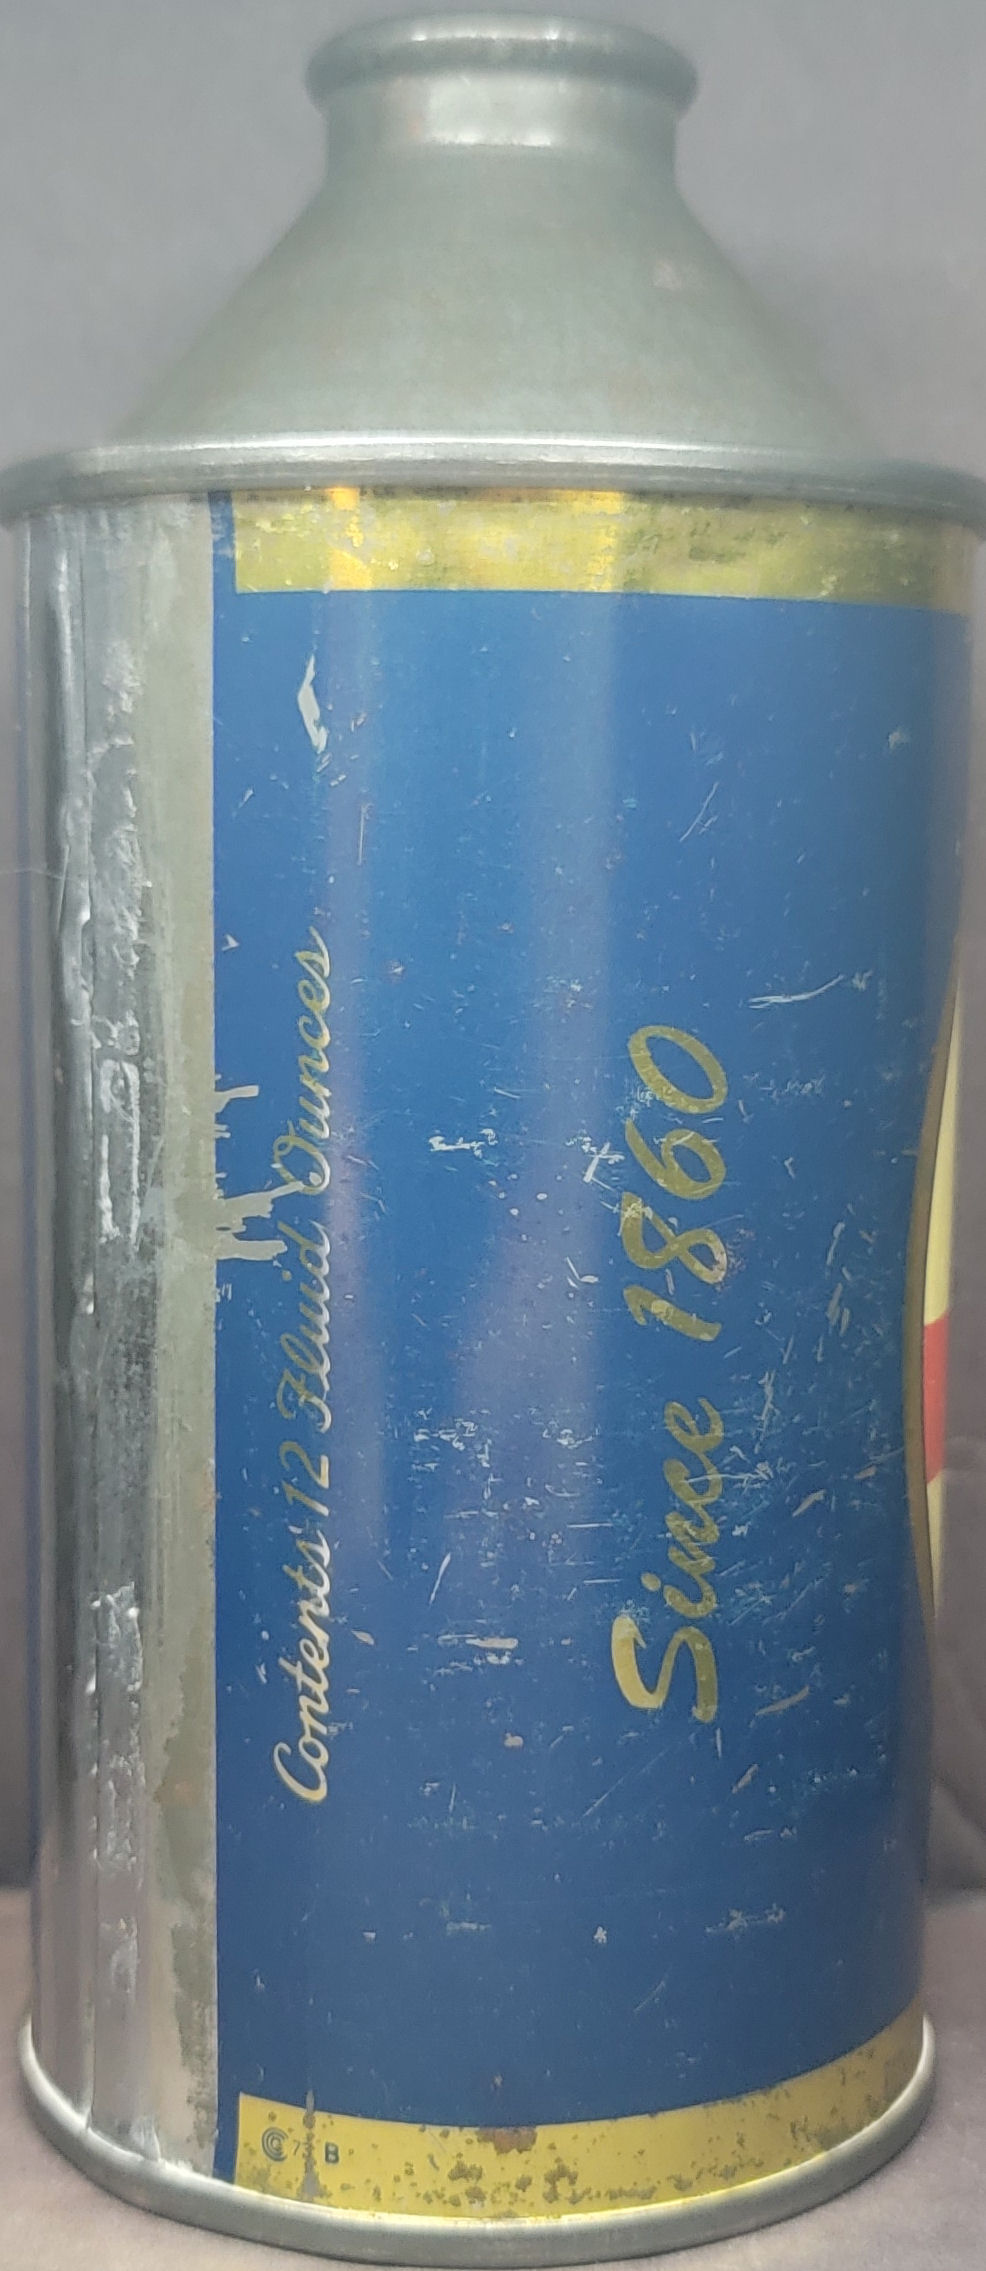 Contents 12 Fluid Ounces
Since 1860
B